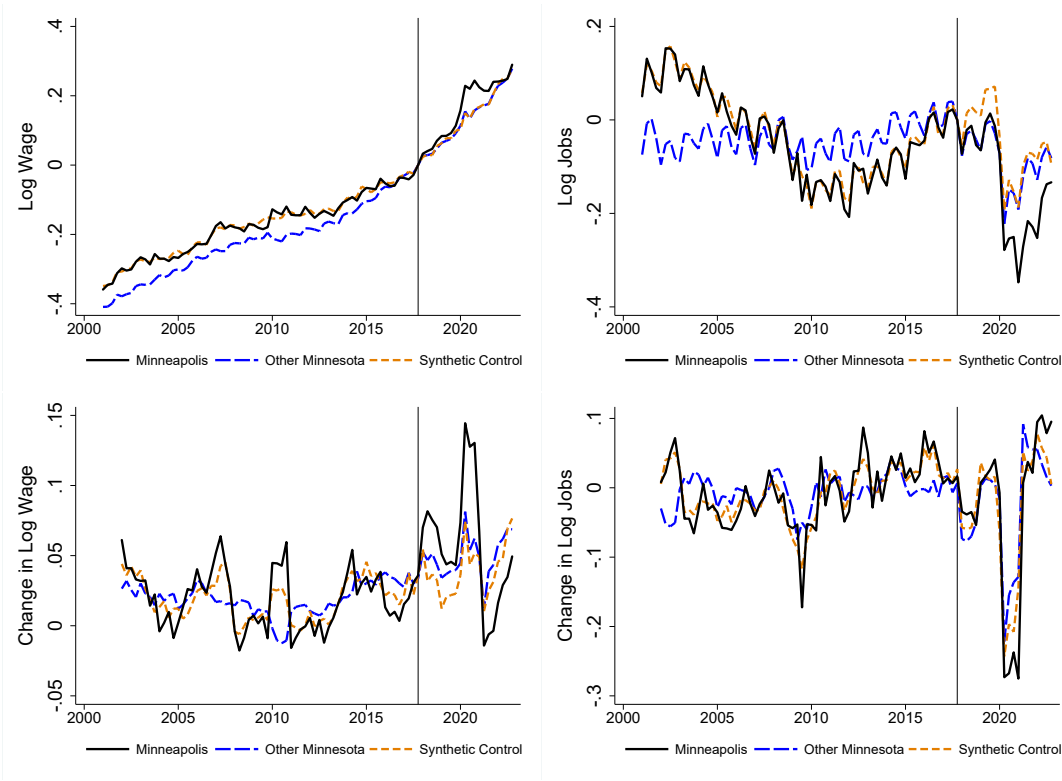 Log Wage
.4
.2
0
-.2
-.4
2000 2005 2010 2015 2020
Minneapolis Other Minnesota Synthetic Control
Log Jobs
.2
0
-.2
-.4
2000 2005 2010 2015 2020
Minneapolis Other Minnesota Synthetic Control
Change in Log Wage
.15
.1
.05
0
-.05
2000 2005 2010 2015 2020
Minneapolis Other Minnesota Synthetic Control
Change in Log Jobs
.1
0
-.1
-.2
-.3
2000 2005 2010 2015 2020
Minneapolis Other Minnesota Synthetic Control